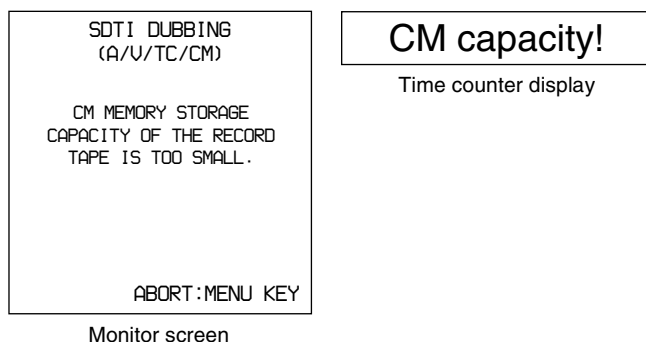 SDTI DUBBING
(A/V/TC/CM)
CM MEMORY STORAGE
CAPACITY OF THE RECORD
TAPE IS TOO SMALL.
ABORT:MENU KEY
Monitor screen
CM capacity!
Time counter display